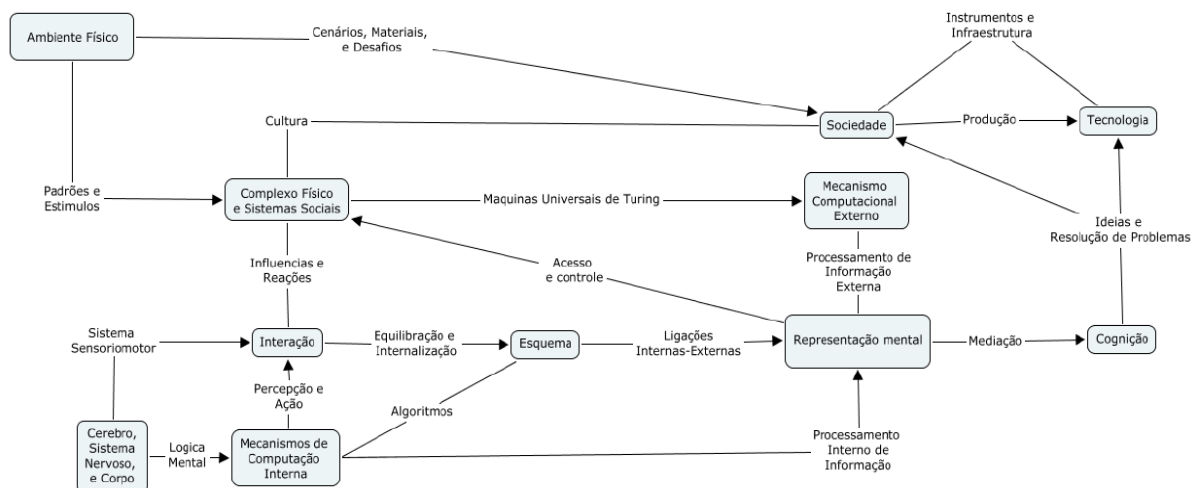 Ambiente Físico
Cenários, Materiais,
e Desafios
Instrumentos e
Infraestrutura
Cultura
Sociedade
Produção
Tecnologia
Padrões e
Estimulos
Complexo Físico
e Sistemas Sociais
Maquinas Universais de Turing
Mecanismo
Computacional
Externo
Ideias e
Resolução de Problemas
Influencias e
Reações
Acesso
e controle
Processamento de
Informação
Externa
Sistema
Sensoriomotor
Interação
Equilibração e
Internalização
Esquema
Ligações
Internas-Externas
Representação mental
Mediação
Cognição
Percepção e
Ação
Algoritmos
Cerebro,
Sistema
Nervoso,
e Corpo
Logica
Mental
Mecanismos de
Computação
Interna
Processamento
Interno de
Informação